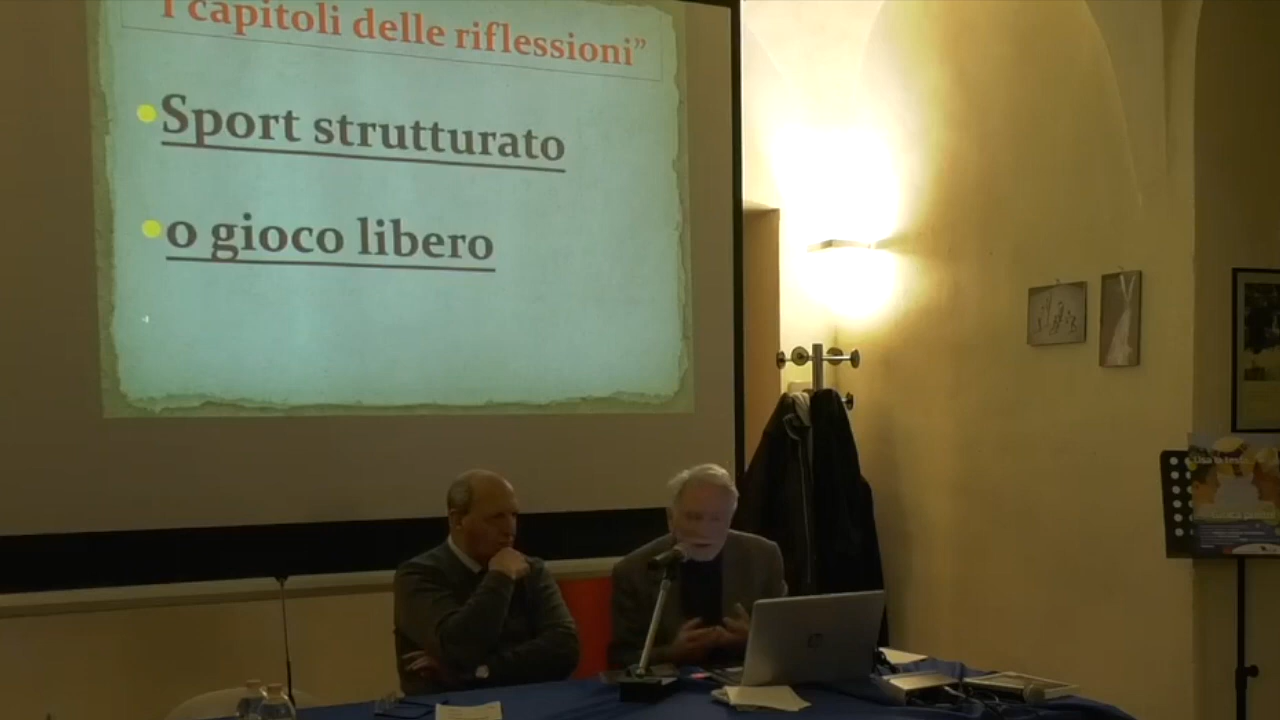 I capitoli delle riflessioni”
Sport strutturato
o gioco libero